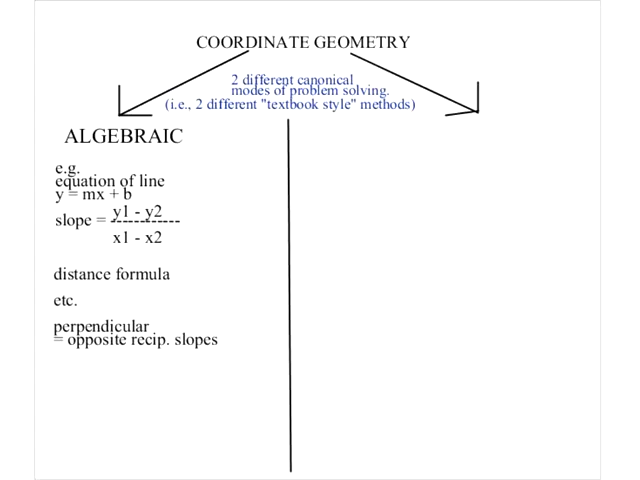 COORDINATE GEOMETRY
2 different canonical
modes of problem solving.
(i.e., 2 different "textbook style" methods)
ALGEBRAIC
e.g.
equation of line
y = mx + b
slope = y1 - y2
-----------
x1 - x2
distance formula
etc.
perpendicular
= opposite recip. slopes